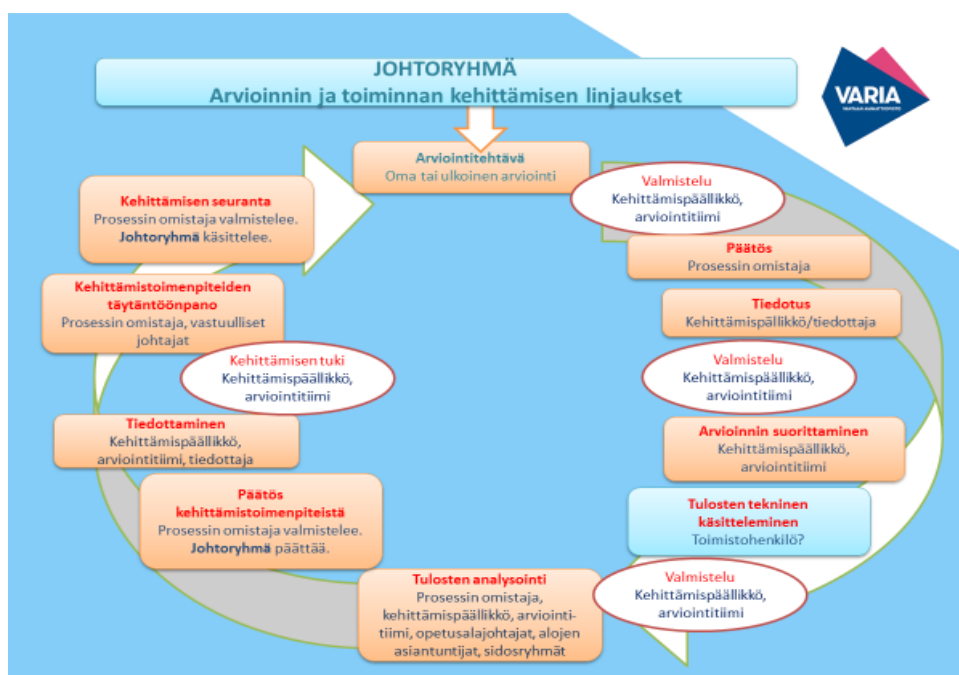 JOHTORYHMÄ
Arvioinnin ja toiminnan kehittämisen linjaukset
VARIA
VANTAAN AMMATTIOPISTO
Arviointitehtävä
Oma tai ulkoinen arviointi
Valmistelu
Kehittämispäällikkö,
arviointitiimi
Päätös
Prosessin omistaja
Tiedotus
Kehittämispällikkö/tiedottaja
Valmistelu
Kehittämispäällikkö,
arviointitiimi
Arvioinnin suorittaminen
Kehittämispäällikkö,
arviointitiimi
Tulosten tekninen
käsitteleminen
Toimistohenkilö?
Valmistelu
Kehittämispäällikkö,
arviointitiimi
Tulosten analysointi
Prosessin omistaja,
kehittämispäällikkö, arviointi-
tiimi, opetusalajohtajat, alojen
asiantuntijat, sidosryhmät
Päätös
kehittämistoimenpiteistä
Prosessin omistaja valmistelee.
Johtoryhmä päättää.
Tiedottaminen
Kehittämispäällikkö,
arviointitiimi, tiedottaja
Kehittämisen tuki
Kehittämispäällikkö,
arviointitiimi
Kehittämistoimenpiteiden
täytäntöönpano
Prosessin omistaja, vastuulliset
johtajat
Kehittämisen seuranta
Prosessin omistaja valmistelee.
Johtoryhmä käsittelee.